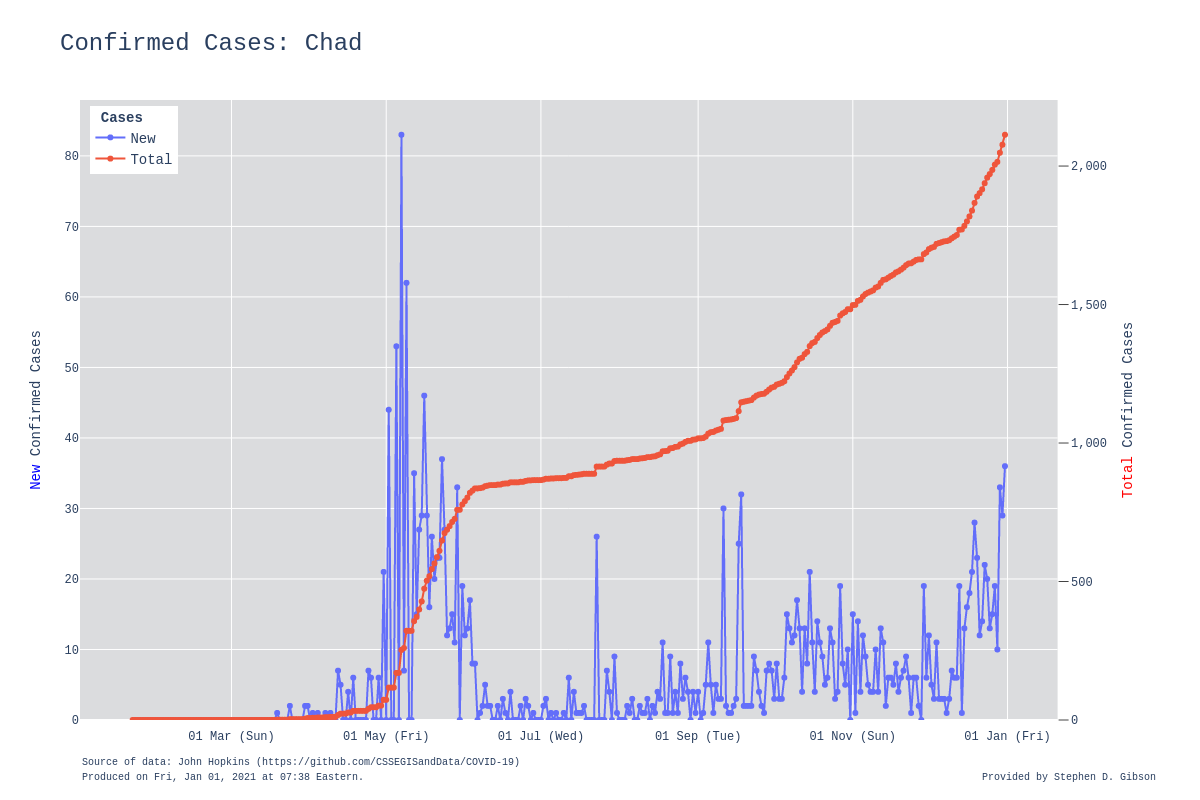 Confirmed Cases: Chad
Cases
New
Total
80
70
60
50
40
30
20
10
0
New Confirmed Cases
2,000
1,500
1,000
500
0
Total Confirmed Cases
01 Mar (Sun)
01 May (Fri)
01 Jul (Wed)
01 Sep (Tue)
01 Nov (Sun)
01 Jan (Fri)
Source of data: John Hopkins (https://github.com/CSSEGISandData/COVID-19)
Produced on Fri, Jan 01, 2021 at 07:38 Eastern.
Provided by Stephen D. Gibson